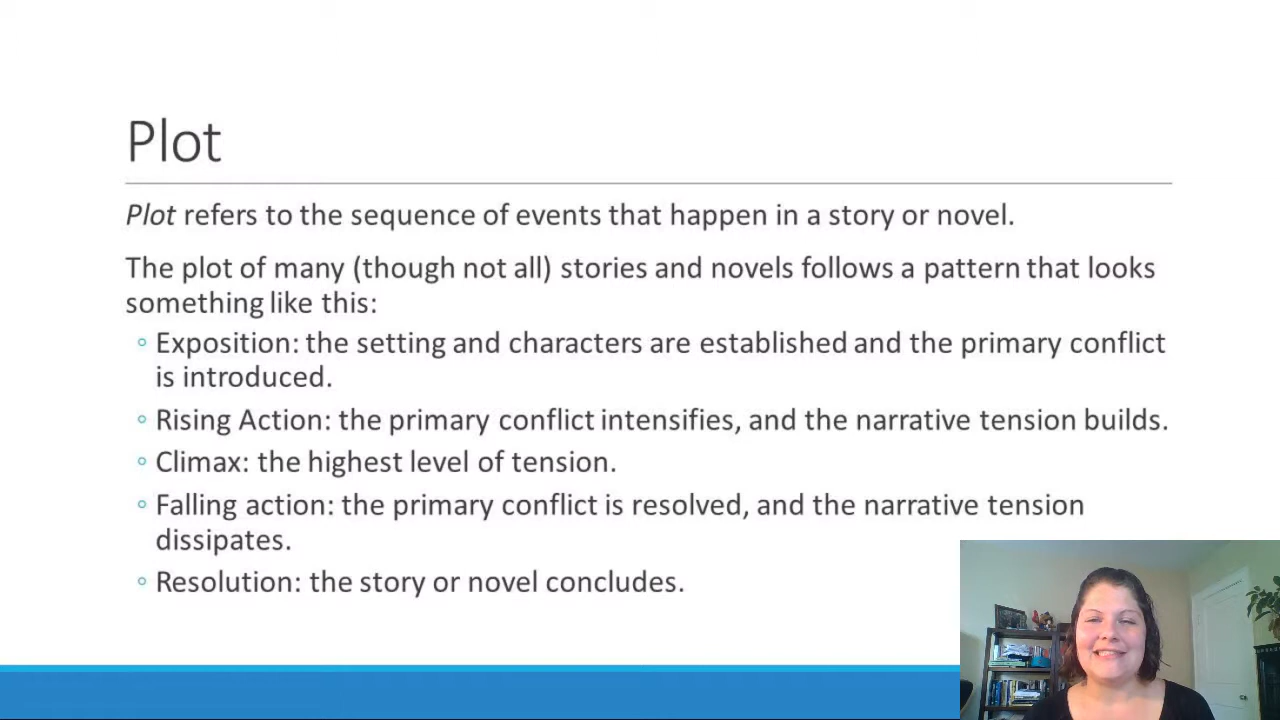 Plot
Plot refers to the sequence of events that happen in a story or novel.
The plot of many (though not all) stories and novels follows a pattern that looks
something like this:
◦ Exposition: the setting and characters are established and the primary conflict
is introduced.
◦ Rising Action: the primary conflict intensifies, and the narrative tension builds.
◦ Climax: the highest level of tension.
◦ Falling action: the primary conflict is resolved, and the narrative tension
dissipates.
◦ Resolution: the story or novel concludes.